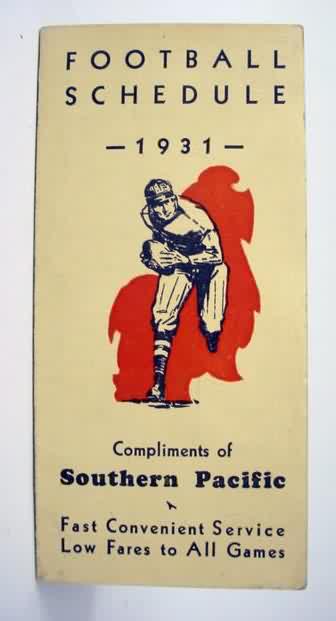 FOOTBALL
SCHEDULE
— 1931 —
Compliments of
Southern Pacific
Fast Convenient Service
Low Fares to All Games